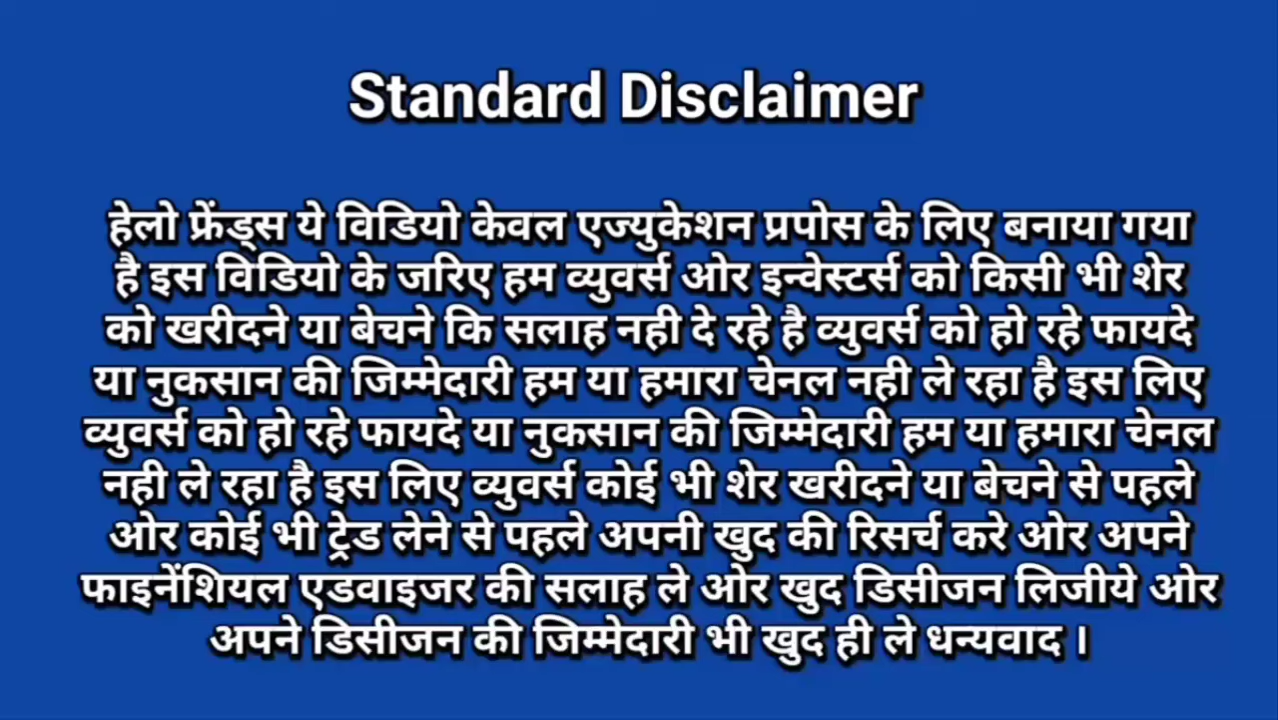 Standard Disclaimer
हेलो फ्रेंड्स ये विडियो केवल एज्युकेशन प्रपोस के लिए बनाया गया
है इस विडियो के जरिए हम व्युवर्स ओर इन्वेस्टर्स को किसी भी शेर
को खरीदने या बेचने कि सलाह नही दे रहे है व्युवर्स को हो रहे फायदे
या नुकसान की जिम्मेदारी हम या हमारा चेनल नही ले रहा है इस लिए
व्युवर्स को हो रहे फायदे या नुकसान की जिम्मेदारी हम या हमारा चेनल
नही ले रहा है इस लिए व्युवर्स कोई भी शेर खरीदने या बेचने से पहले
ओर कोई भी ट्रेड लेने से पहले अपनी खुद की रिसर्च करे ओर अपने
फाइनेंशियल एडवाइजर की सलाह ले ओर खुद डिसीजन लिजीये ओर
अपने डिसीजन की जिम्मेदारी भी खुद ही ले धन्यवाद ।